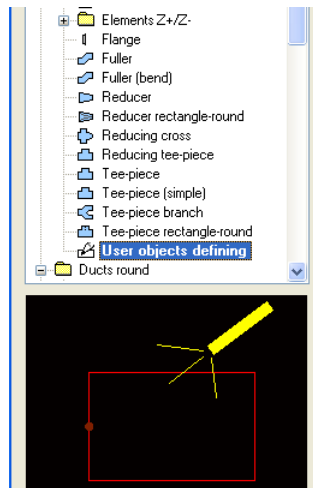 Elements Z+/Z-
Flange
Fuller
Fuller (bend)
Reducer
Reducer rectangle-round
Reducing cross
Reducing tee-piece
Tee-piece
Tee-piece (simple)
Tee-piece branch
Tee-piece rectangle-round
User objects defining
Ducts round